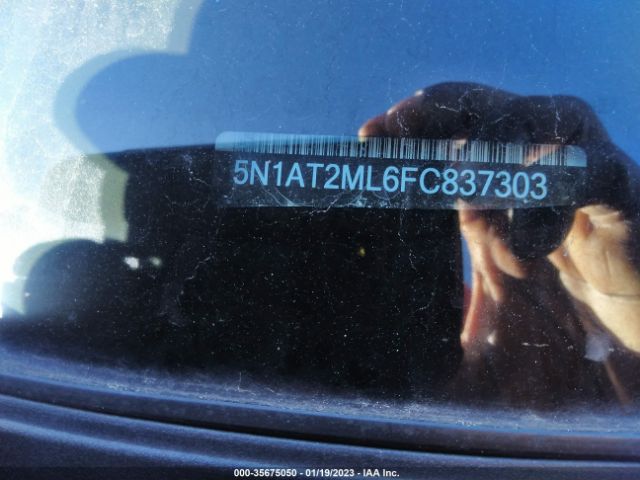 5N1AT2ML6FC837303
000-35675050 - 01/19/2023 - IAA Inc.